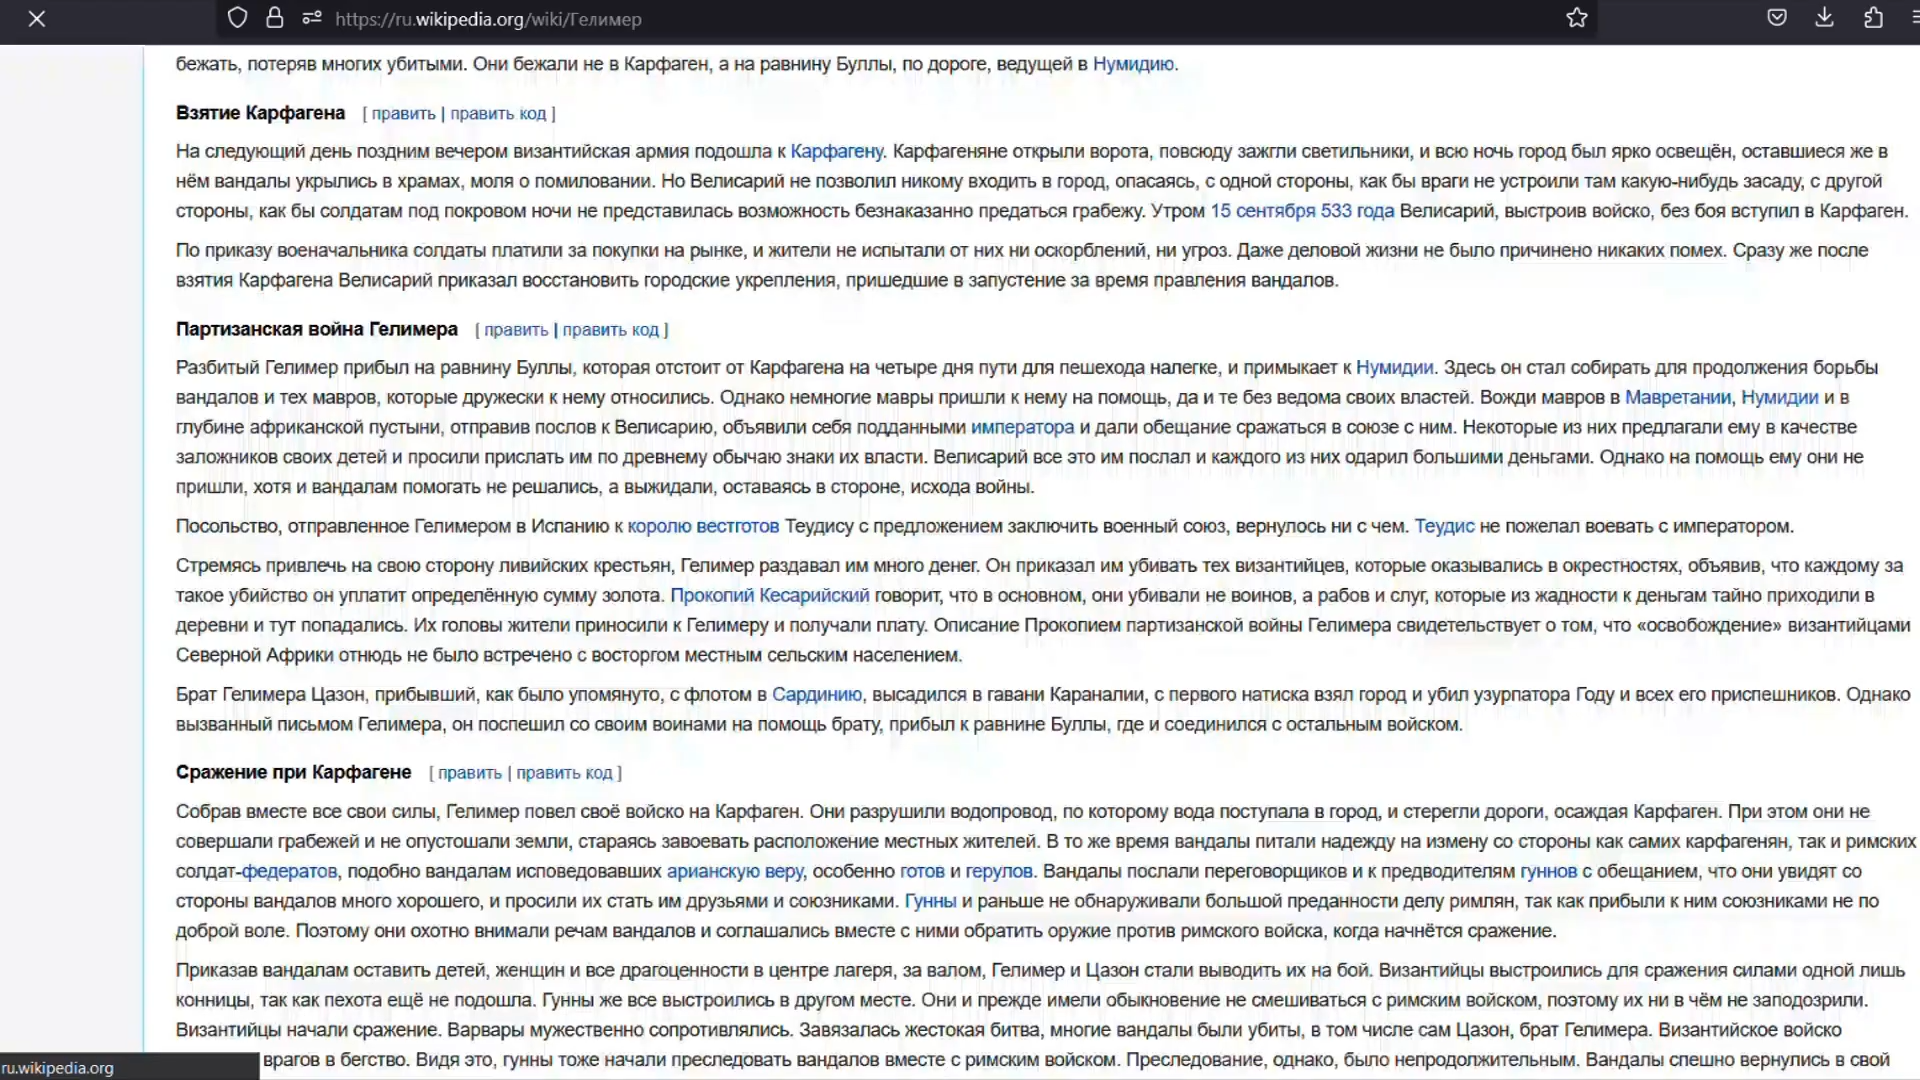 https://ru.wikipedia.org/wiki/Гелимер
бежать, потеряв многих убитыми. Они бежали не в Карфаген, а на равнину Буллы, по дороге, ведущей в Нумидию.
Взятие Карфагена [ править | править код ]
На следующий день поздним вечером византийская армия подошла к Карфагену. Карфагеняне открыли ворота, повсюду зажгли светильники, и всю ночь город был ярко освещён, оставшиеся же в
нём вандалы укрылись в храмах, моля о помиловании. Но Велисарий не позволил никому входить в город, опасаясь, с одной стороны, как бы враги не устроили там какую-нибудь засаду, с другой
стороны, как бы солдатам под покровом ночи не представилась возможность безнаказанно предаться грабежу. Утром 15 сентября 533 года Велисарий, выстроив войско, без боя вступил в Карфаген.
По приказу военачальника солдаты платили за покупки на рынке, и жители не испытали от них ни оскорблений, ни угроз. Даже деловой жизни не было причинено никаких помех. Сразу же после
взятия Карфагена Велисарий приказал восстановить городские укрепления, пришедшие в запустение за время правления вандалов.
Партизанская война Гелимера [ править | править код ]
Разбитый Гелимер прибыл на равнину Буллы, которая отстоит от Карфагена на четыре дня пути для пешехода налегке, и примыкает к Нумидии. Здесь он стал собирать для продолжения борьбы
вандалов и тех мавров, которые дружески к нему относились. Однако немногие мавры пришли к нему на помощь, да и те без ведома своих властей. Вожди мавров в Мавретании, Нумидии и в
глубине африканской пустыни, отправив послов к Велисарию, объявили себя подданными императора и дали обещание сражаться в союзе с ним. Некоторые из них предлагали ему в качестве
заложников своих детей и просили прислать им по древнему обычаю знаки их власти. Велисарий все это им послал и каждого из них одарил большими деньгами. Однако на помощь ему они не
пришли, хотя и вандалам помогать не решались, а выжидали, оставаясь в стороне, исхода войны.
Посольство, отправленное Гелимером в Испанию к королю вестготов Теудису с предложением заключить военный союз, вернулось ни с чем. Теудис не пожелал воевать с императором.
Стремясь привлечь на свою сторону ливийских крестьян, Гелимер раздавал им много денег. Он приказал им убивать тех византийцев, которые оказывались в окрестностях, объявив, что каждому за
такое убийство он уплатит определённую сумму золота. Прокопий Кесарийский говорит, что в основном, они убивали не воинов, а рабов и слуг, которые из жадности к деньгам тайно приходили в
деревни и тут попадались. Их головы жители приносили к Гелимеру и получали плату. Описание Прокопием партизанской войны Гелимера свидетельствует о том, что «освобождение» византийцами
Северной Африки отнюдь не было встречено с восторгом местным сельским населением.
Брат Гелимера Цазон, прибывший, как было упомянуто, с флотом в Сардинию, высадился в гавани Караналии, с первого натиска взял город и убил узурпатора Году и всех его приспешников. Однако
вызванный письмом Гелимера, он поспешил со своим воинами на помощь брату, прибыл к равнине Буллы, где и соединился с остальным войском.
Сражение при Карфагене [ править | править код ]
Собрав вместе все свои силы, Гелимер повел своё войско на Карфаген. Они разрушили водопровод, по которому вода поступала в город, и стерегли дороги, осаждая Карфаген. При этом они не
совершали грабежей и не опустошали земли, стараясь завоевать расположение местных жителей. В то же время вандалы питали надежду на измену со стороны как самих карфагенян, так и римских
солдат-федератов, подобно вандалам исповедовавших арианскую веру, особенно готов и герулов. Вандалы послали переговорщиков и к предводителям гуннов с обещанием, что они увидят со
стороны вандалов много хорошего, и просили их стать им друзьями и союзниками. Гунны и раньше не обнаруживали большой преданности делу римлян, так как прибыли к ним союзниками не по
доброй воле. Поэтому они охотно внимали речам вандалов и соглашались вместе с ними обратить оружие против римского войска, когда начнётся сражение.
Приказав вандалам оставить детей, женщин и все драгоценности в центре лагеря, за валом, Гелимер и Цазон стали выводить их на бой. Византийцы выстроились для сражения силами одной лишь
конницы, так как пехота ещё не подошла. Гунны же все выстроились в другом месте. Они и прежде имели обыкновение не смешиваться с римским войском, поэтому их ни в чём не заподозрили.
Византийцы начали сражение. Варвары мужественно сопротивлялись. Завязалась жестокая битва, многие вандалы были убиты, в том числе сам Цазон, брат Гелимера. Византийское войско
врагов в бегство. Видя это, гунны тоже начали преследовать вандалов вместе с римским войском. Преследование, однако, было непродолжительным. Вандалы спешно вернулись в свой
ru.wikipedia.org